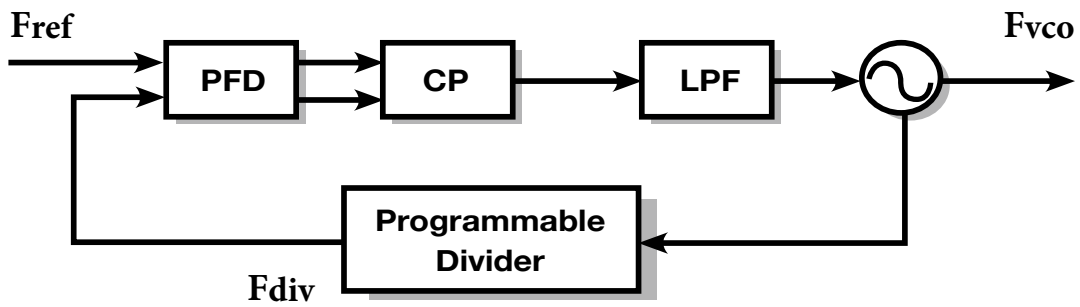 Fref
Fvco
PFD
CP
LPF
Programmable
Divider
Fdiv